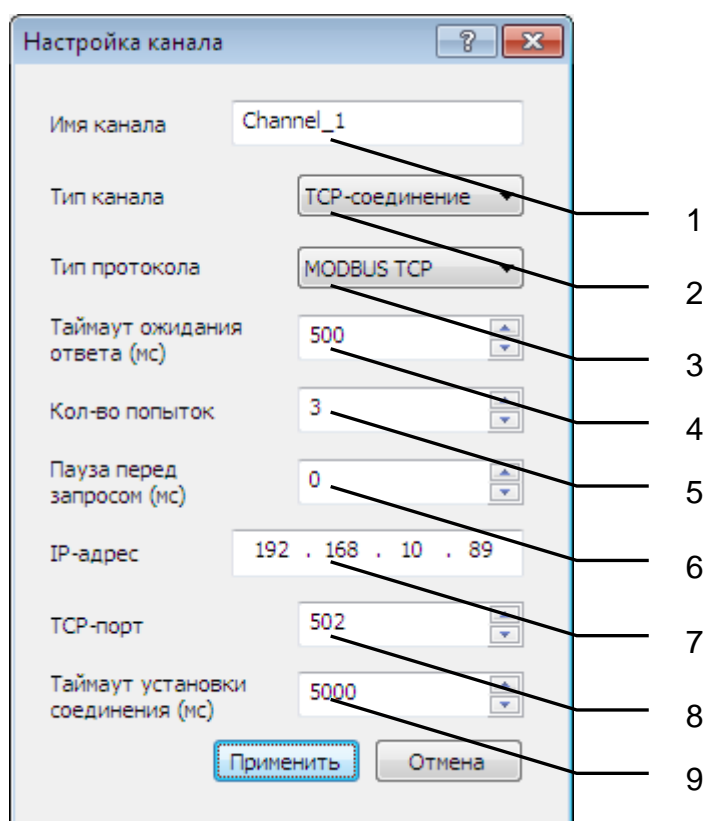 Настройка канала
Имя канала Channel_1
1
Тип канала TCP-соединение
2
Тип протокола MODBUS TCP
3
Таймаут ожидания
ответа (мс) 500
4
Кол-во попыток 3
5
Пауза перед
запросом (мс) 0
6
IP-адрес 192 . 168 . 10 . 89
7
TCP-порт 502
8
Таймаут установки
соединения (мс) 5000
9
Применить Отмена